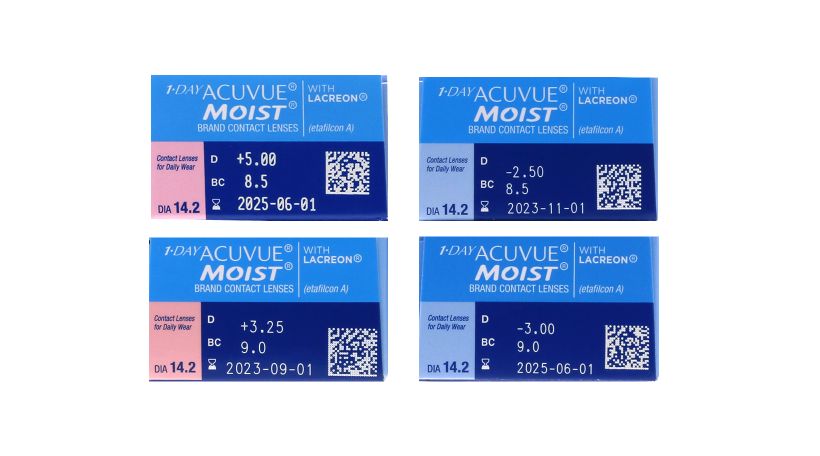 1·DAY ACUVUE® MOIST® WITH LACREON®
BRAND CONTACT LENSES (etafilcon A)
Contact Lenses
for Daily Wear
DIA 14.2
D +5.00
BC 8.5
2025-06-01
1·DAY ACUVUE® MOIST® WITH LACREON®
BRAND CONTACT LENSES (etafilcon A)
Contact Lenses
for Daily Wear
DIA 14.2
D -2.50
BC 8.5
2023-11-01
1·DAY ACUVUE® MOIST® WITH LACREON®
BRAND CONTACT LENSES (etafilcon A)
Contact Lenses
for Daily Wear
DIA 14.2
D +3.25
BC 9.0
2023-09-01
1·DAY ACUVUE® MOIST® WITH LACREON®
BRAND CONTACT LENSES (etafilcon A)
Contact Lenses
for Daily Wear
DIA 14.2
D -3.00
BC 9.0
2025-06-01